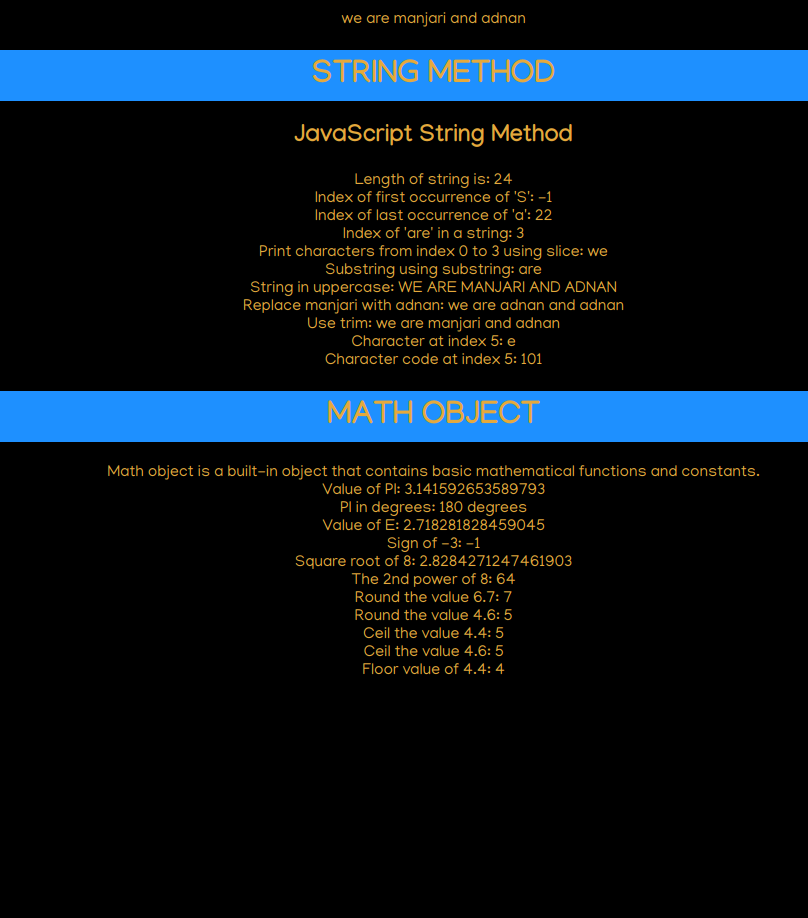 we are manjari and adnan
STRING METHOD
JavaScript String Method
Length of string is: 24
Index of first occurrence of 'S': -1
Index of last occurrence of 'a': 22
Index of 'are' in a string: 3
Print characters from index 0 to 3 using slice: we
Substring using substring: are
String in uppercase: WE ARE MANJARI AND ADNAN
Replace manjari with adnan: we are adnan and adnan
Use trim: we are manjari and adnan
Character at index 5: e
Character code at index 5: 101
MATH OBJECT
Math object is a built-in object that contains basic mathematical functions and constants.
Value of PI: 3.141592653589793
PI in degrees: 180 degrees
Value of E: 2.718281828459045
Sign of -3: -1
Square root of 8: 2.8284271247461903
The 2nd power of 8: 64
Round the value 6.7: 7
Round the value 4.6: 5
Ceil the value 4.4: 5
Ceil the value 4.6: 5
Floor value of 4.4: 4